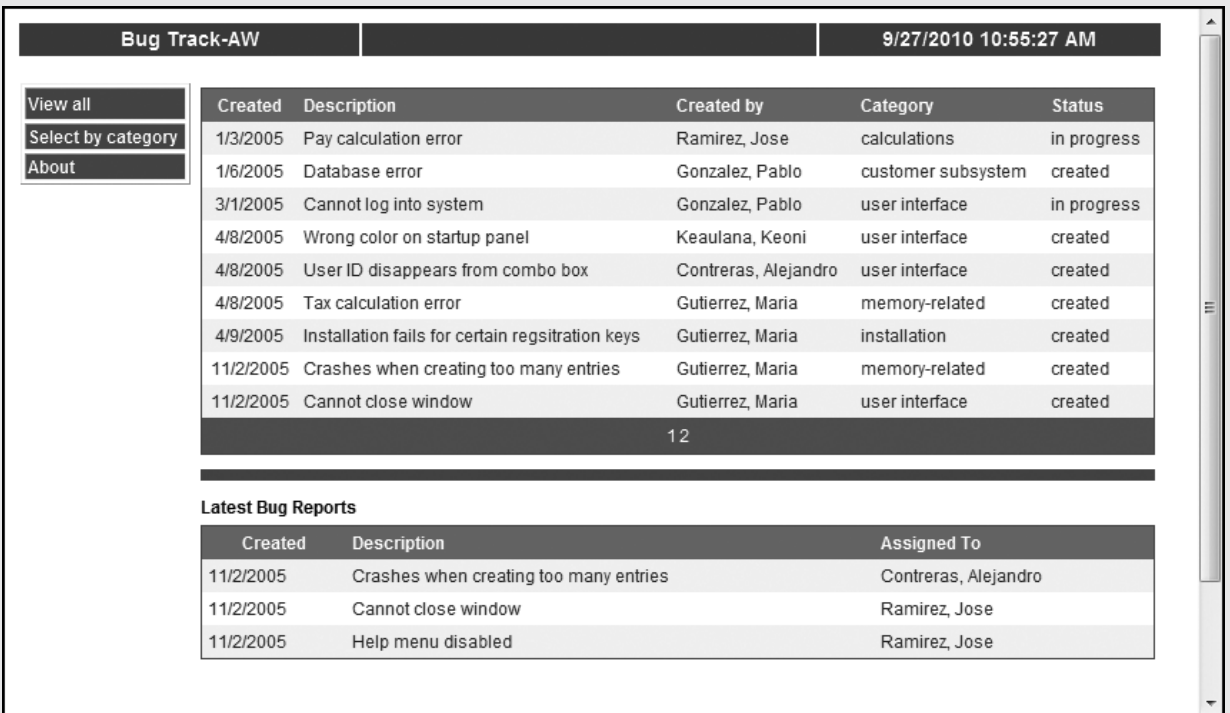 Bug Track-AW 9/27/2010 10:55:27 AM
View all
Select by category
About
Created Description Created by Category Status
1/3/2005 Pay calculation error Ramirez, Jose calculations in progress
1/6/2005 Database error Gonzalez, Pablo customer subsystem created
3/1/2005 Cannot log into system Gonzalez, Pablo user interface in progress
4/8/2005 Wrong color on startup panel Keaulana, Keoni user interface created
4/8/2005 User ID disappears from combo box Contreras, Alejandro user interface created
4/8/2005 Tax calculation error Gutierrez, Maria memory-related created
4/9/2005 Installation fails for certain regsitration keys Gutierrez, Maria installation created
11/2/2005 Crashes when creating too many entries Gutierrez, Maria memory-related created
11/2/2005 Cannot close window Gutierrez, Maria user interface created
1 2
Latest Bug Reports
Created Description Assigned To
11/2/2005 Crashes when creating too many entries Contreras, Alejandro
11/2/2005 Cannot close window Ramirez, Jose
11/2/2005 Help menu disabled Ramirez, Jose